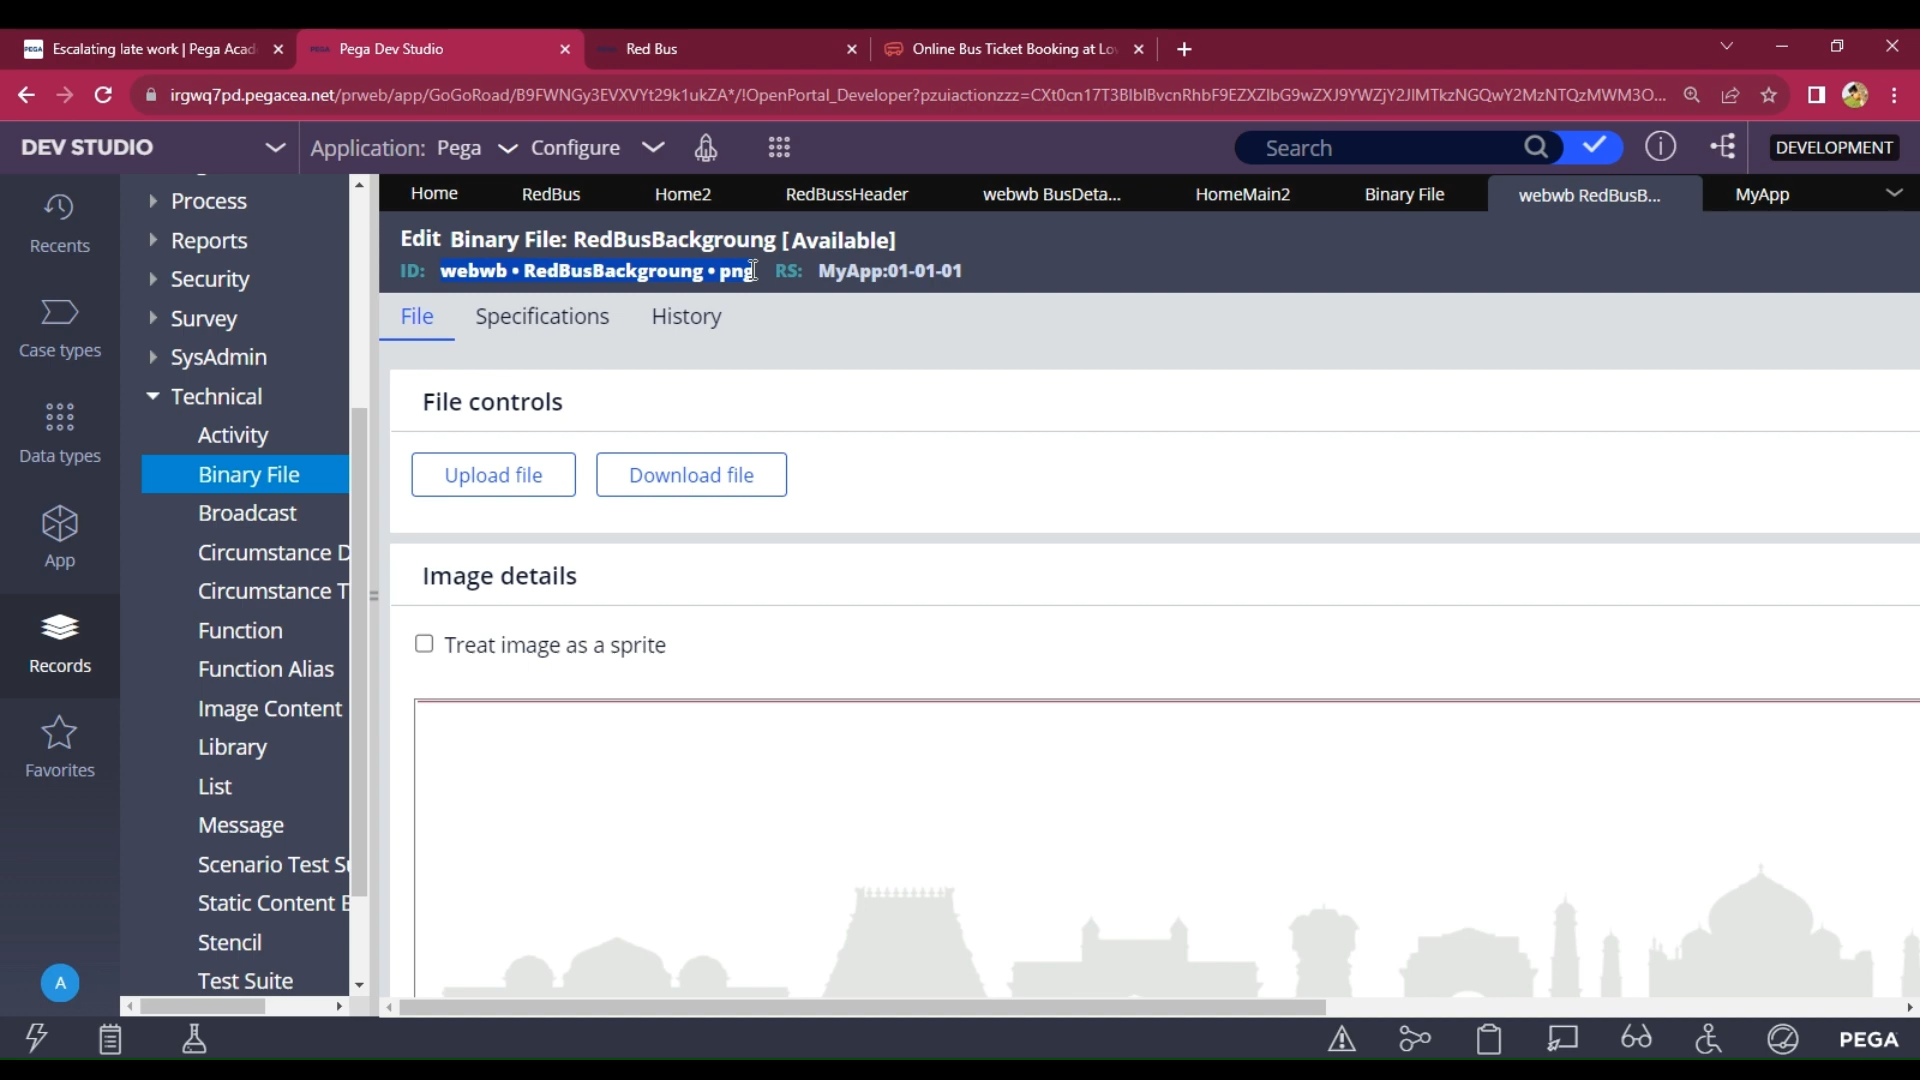 PEGA Escalating late work | Pega Acad
PEGA Pega Dev Studio
Red Bus
Online Bus Ticket Booking at Lo
irgwq7pd.pegacea.net/prweb/app/GoGoRoad/
DEV STUDIO
Application: Pega
Configure
Search
DEVELOPMENT
Home
RedBus
Home2
RedBussHeader
webwb BusDeta...
HomeMain2
Binary File
webwb RedBusB...
MyApp
Edit Binary File: RedBusBackgroung [Available]
ID: webwb • RedBusBackgroung • png RS: MyApp:01-01-01
File
Specifications
History
File controls
Upload file
Download file
Image details
Treat image as a sprite
Recents
Case types
Data types
App
Records
Favorites
A
Process
Reports
Security
Survey
SysAdmin
Technical
Activity
Binary File
Broadcast
Circumstance D
Circumstance T
Function
Function Alias
Image Content
Library
List
Message
Scenario Test Su
Static Content B
Stencil
Test Suite
PEGA